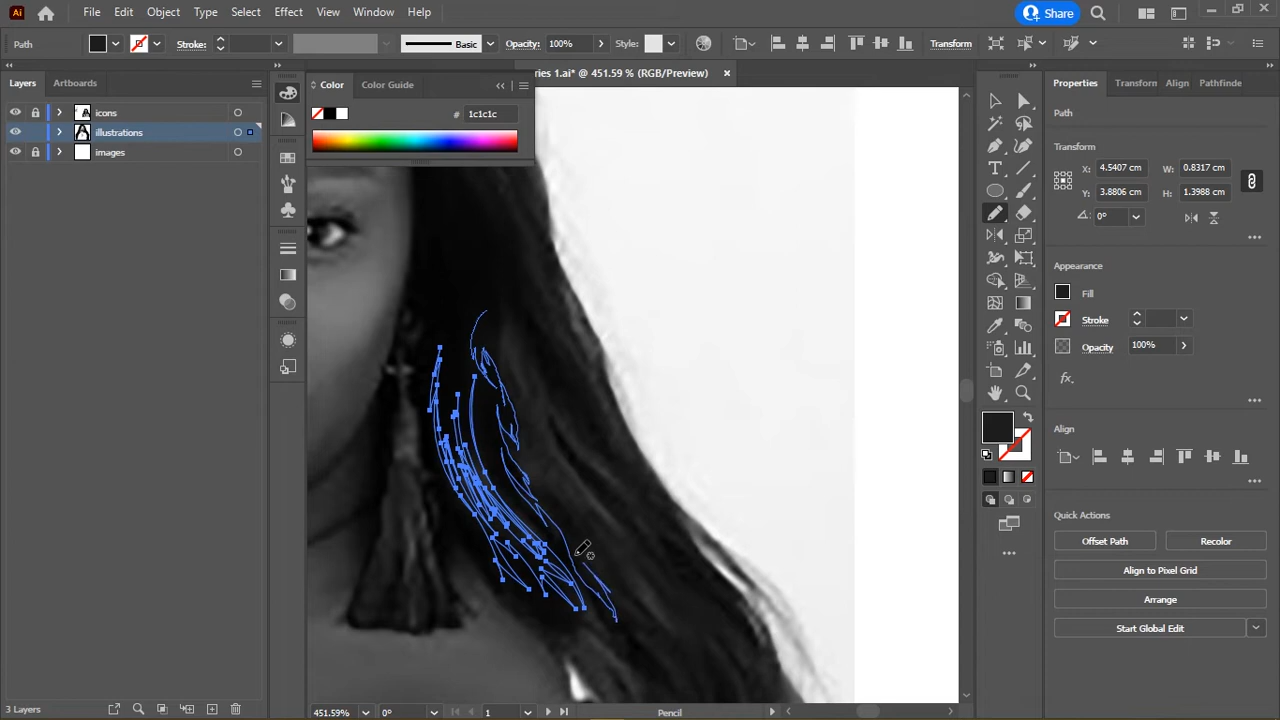 File Edit Object Type Select Effect View Window Help
Share
Path
Stroke:
Basic
Opacity: 100%
Style:
Transform
Layers Artboards
ries 1.ai* @ 451.59 % (RGB/Preview)
Color Color Guide
# 1c1c1c
icons
illustrations
images
Properties Transform Align Pathfinde
Path
Transform
X: 4.5407 cm W: 0.8317 cm
Y: 3.8806 cm H: 1.3988 cm
0°
Appearance
Fill
Stroke
Opacity 100%
fx.
Align
Quick Actions
Offset Path Recolor
Align to Pixel Grid
Arrange
Start Global Edit
3 Layers
451.59% 0° 1 Pencil